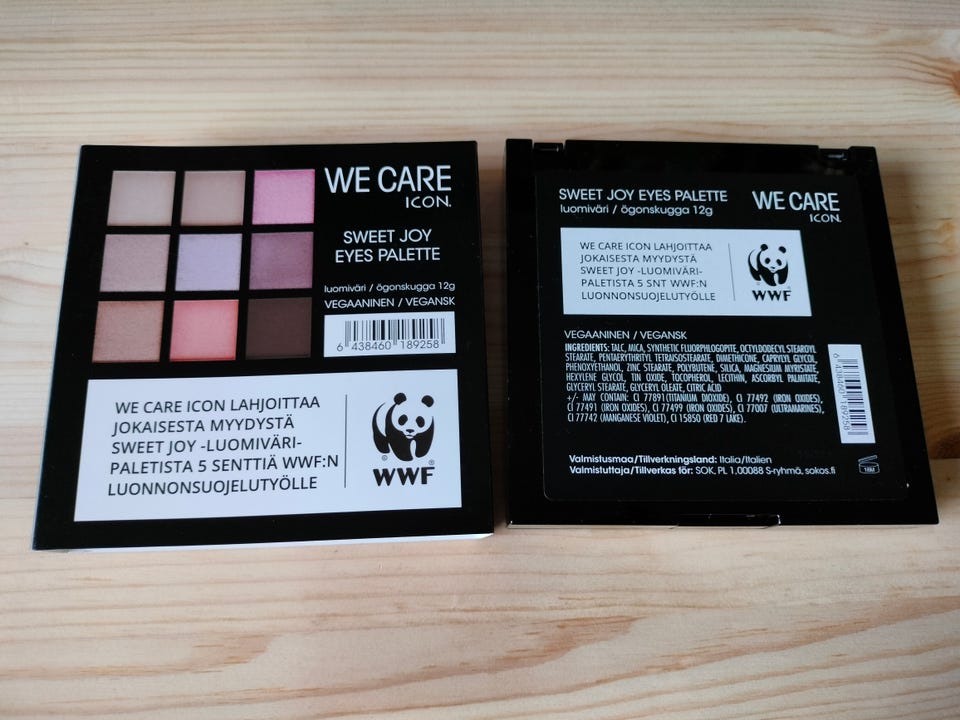 WE CARE
ICON.
SWEET JOY
EYES PALETTE
luomiväri / ögonskugga 12g
VEGAANINEN / VEGANSK
6 438460 189258
WE CARE ICON LAHJOITTAA
JOKAISESTA MYYDYSTÄ
SWEET JOY -LUOMIVÄRI-
PALETISTA 5 SENTTIÄ WWF:N
LUONNONSUOJELUTYÖLLE
®
WWF
SWEET JOY EYES PALETTE
luomiväri / ögonskugga 12g
WE CARE
ICON.
WE CARE ICON LAHJOITTAA
JOKAISESTA MYYDYSTÄ
SWEET JOY -LUOMIVÄRI-
PALETISTA 5 SNT WWF:N
LUONNONSUOJELUTYÖLLE
WWF
VEGAANINEN / VEGANSK
INGREDIENTS: TALC, MICA, SYNTHETIC FLUORPHLOGOPITE, OCTYLDODECYL STEAROYL
STEARATE, PENTAERYTHRITYL TETRAISOSTEARATE, DIMETHICONE, CAPRYLYL GLYCOL,
PHENOXYETHANOL, ZINC STEARATE, POLYBUTENE, SILICA, MAGNESIUM MYRISTATE,
HEXYLENE GLYCOL, TIN OXIDE, TOCOPHEROL, LECITHIN, ASCORBYL PALMITATE,
GLYCERYL STEARATE, GLYCERYL OLEATE, CITRIC ACID
+/- MAY CONTAIN: CI 77891(TITANIUM DIOXIDE), CI 77492 (IRON OXIDES),
CI 77491 (IRON OXIDES), CI 77499 (IRON OXIDES), CI 77007 (ULTRAMARINES),
CI 77742 (MANGANESE VIOLET), CI 15850 (RED 7 LAKE).
6 438460 189258
Valmistusmaa/Tillverkningsland: Italia/Italien
Valmistuttaja/Tillverkas för: SOK, PL 1,00088 S-ryhmä, sokos.fi
18M